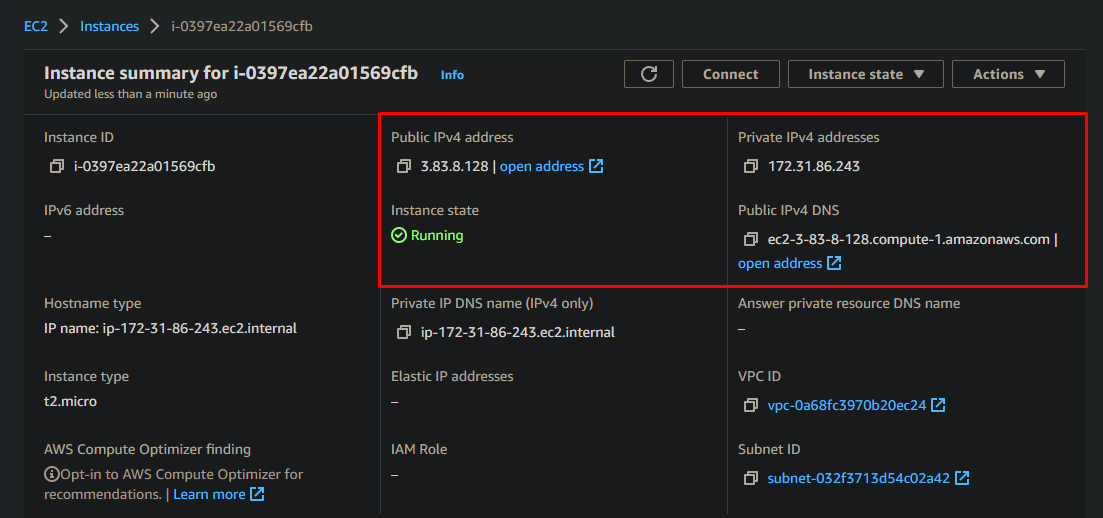 EC2 > Instances > i-0397ea22a01569cfb
Instance summary for i-0397ea22a01569cfb Info
Updated less than a minute ago
Connect
Instance state
Actions
Instance ID
i-0397ea22a01569cfb
Public IPv4 address
3.83.8.128 | open address
Private IPv4 addresses
172.31.86.243
IPv6 address
–
Instance state
Running
Public IPv4 DNS
ec2-3-83-8-128.compute-1.amazonaws.com |
open address
Hostname type
IP name: ip-172-31-86-243.ec2.internal
Private IP DNS name (IPv4 only)
ip-172-31-86-243.ec2.internal
Answer private resource DNS name
–
Instance type
t2.micro
Elastic IP addresses
–
VPC ID
vpc-0a68fc3970b20ec24
AWS Compute Optimizer finding
Opt-in to AWS Compute Optimizer for
recommendations. | Learn more
IAM Role
–
Subnet ID
subnet-032f3713d54c02a42